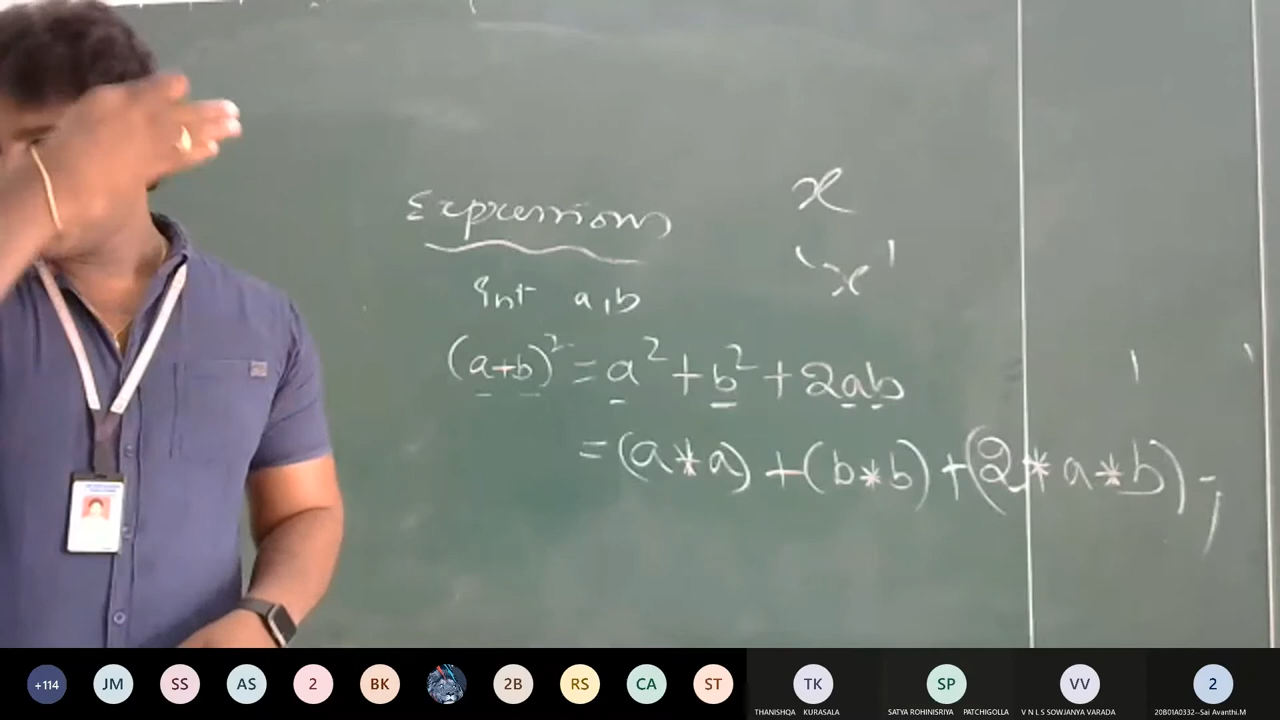 Expressions
x
'x'
int a,b
(a+b)² = a² + b² + 2ab
= (a*a) + (b*b) + (2*a*b);
+114 JM SS AS 2 BK 2B RS CA ST TK SP VV 2
THANISHQA KURASALA SATYA ROHINISRIYA PATCHIGOLLA V N L S SOWJANYA VARADA 20B01A0332--Sai Avanthi.M